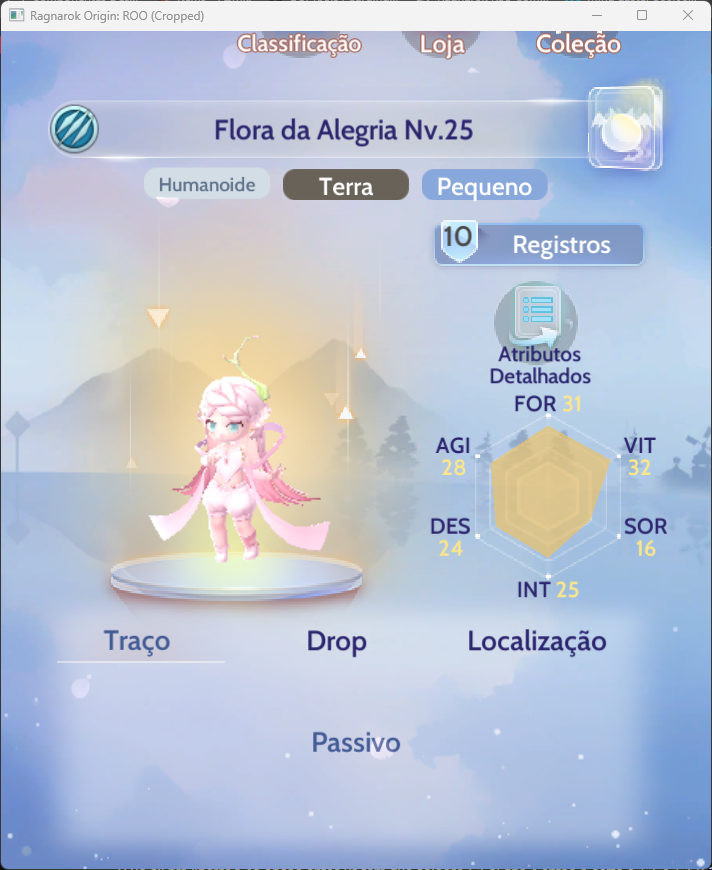 Ragnarok Origin: ROO (Cropped)
Classificação
Loja
Coleção
Flora da Alegria Nv.25
Humanoide
Terra
Pequeno
10
Registros
Atributos
Detalhados
FOR 31
AGI
28
VIT
32
DES
24
SOR
16
INT 25
Traço
Drop
Localização
Passivo